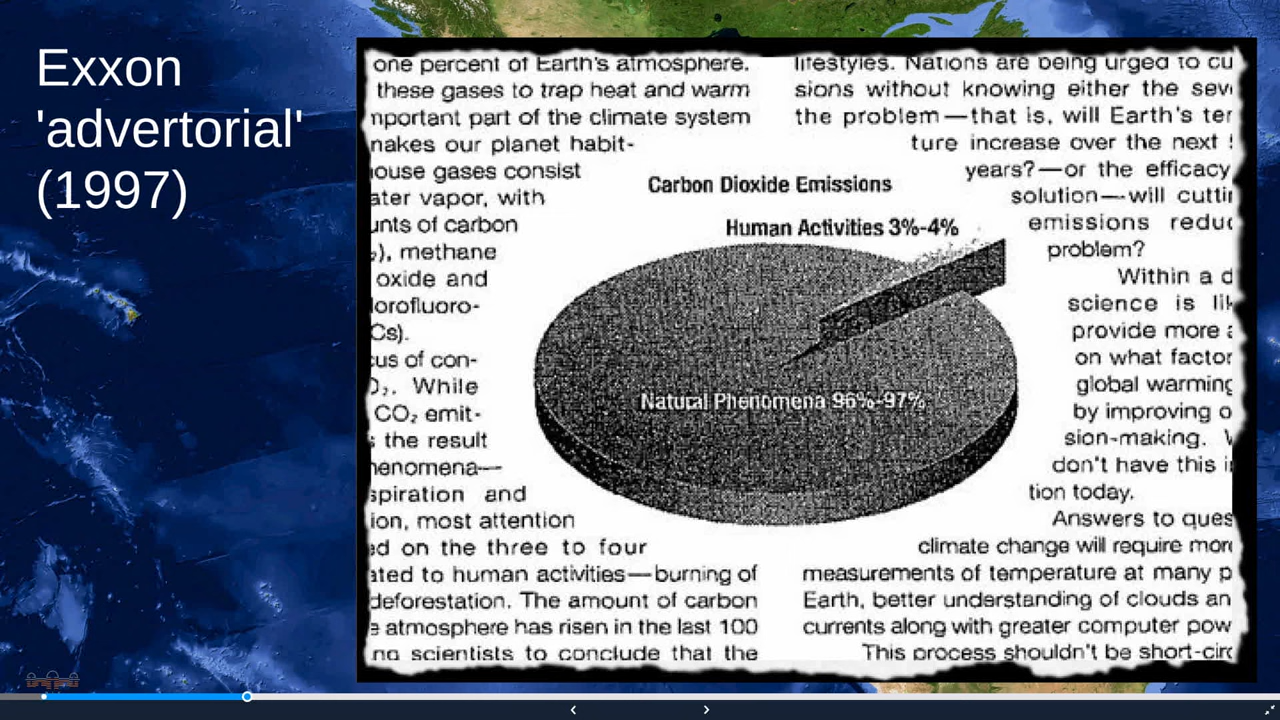 Exxon
'advertorial'
(1997)
one percent of Earth's atmosphere.
these gases to trap heat and warm
mportant part of the climate system
nakes our planet habit-
ouse gases consist
ater vapor, with
unts of carbon
), methane
oxide and
lorofluoro-
Cs).
cus of con-
O₂. While
CO₂ emit-
s the result
henomena—
spiration and
ion, most attention
ed on the three to four
ated to human activities—burning of
deforestation. The amount of carbon
e atmosphere has risen in the last 100
ng scientists to conclude that the
Carbon Dioxide Emissions
Human Activities 3%-4%
Natural Phenomena 96%-97%
lifestyles. Nations are being urged to cu
sions without knowing either the seve
the problem—that is, will Earth's ter
ture increase over the next
years?—or the efficacy
solution—will cuttin
emissions reduc
problem?
Within a d
science is lik
provide more a
on what factor
global warming
by improving o
sion-making. W
don't have this i
tion today.
Answers to ques
climate change will require more
measurements of temperature at many p
Earth, better understanding of clouds an
currents along with greater computer pow
This process shouldn't be short-circ